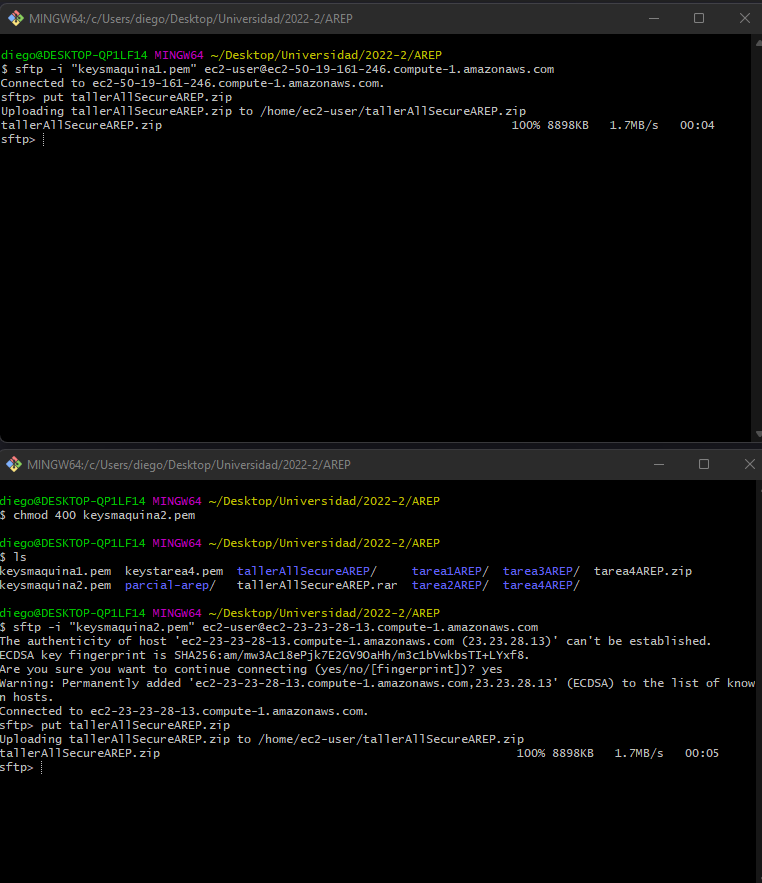 MINGW64:/c/Users/diego/Desktop/Universidad/2022-2/AREP
diego@DESKTOP-QP1LF14 MINGW64 ~/Desktop/Universidad/2022-2/AREP
$ sftp -i "keysmaquina1.pem" ec2-user@ec2-50-19-161-246.compute-1.amazonaws.com
Connected to ec2-50-19-161-246.compute-1.amazonaws.com.
sftp> put tallerAllSecureAREP.zip
Uploading tallerAllSecureAREP.zip to /home/ec2-user/tallerAllSecureAREP.zip
tallerAllSecureAREP.zip 100% 8898KB 1.7MB/s 00:04
sftp>
MINGW64:/c/Users/diego/Desktop/Universidad/2022-2/AREP
diego@DESKTOP-QP1LF14 MINGW64 ~/Desktop/Universidad/2022-2/AREP
$ chmod 400 keysmaquina2.pem
diego@DESKTOP-QP1LF14 MINGW64 ~/Desktop/Universidad/2022-2/AREP
$ ls
keysmaquina1.pem keystarea4.pem tallerAllSecureAREP/ tarea1AREP/ tarea3AREP/ tarea4AREP.zip
keysmaquina2.pem parcial-arep/ tallerAllSecureAREP.rar tarea2AREP/ tarea4AREP/
diego@DESKTOP-QP1LF14 MINGW64 ~/Desktop/Universidad/2022-2/AREP
$ sftp -i "keysmaquina2.pem" ec2-user@ec2-23-23-28-13.compute-1.amazonaws.com
The authenticity of host 'ec2-23-23-28-13.compute-1.amazonaws.com (23.23.28.13)' can't be established.
ECDSA key fingerprint is SHA256:am/mw3Ac18ePjk7E2GV9OaHh/m3c1bVwkbsTI+LYxf8.
Are you sure you want to continue connecting (yes/no/[fingerprint])? yes
Warning: Permanently added 'ec2-23-23-28-13.compute-1.amazonaws.com,23.23.28.13' (ECDSA) to the list of know
n hosts.
Connected to ec2-23-23-28-13.compute-1.amazonaws.com.
sftp> put tallerAllSecureAREP.zip
Uploading tallerAllSecureAREP.zip to /home/ec2-user/tallerAllSecureAREP.zip
tallerAllSecureAREP.zip 100% 8898KB 1.7MB/s 00:05
sftp>